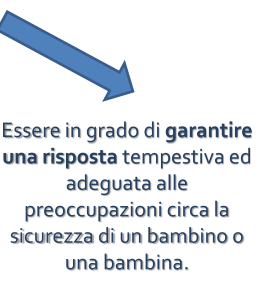 Essere in grado di garantire
una risposta tempestiva ed
adeguata alle
preoccupazioni circa la
sicurezza di un bambino o
una bambina.